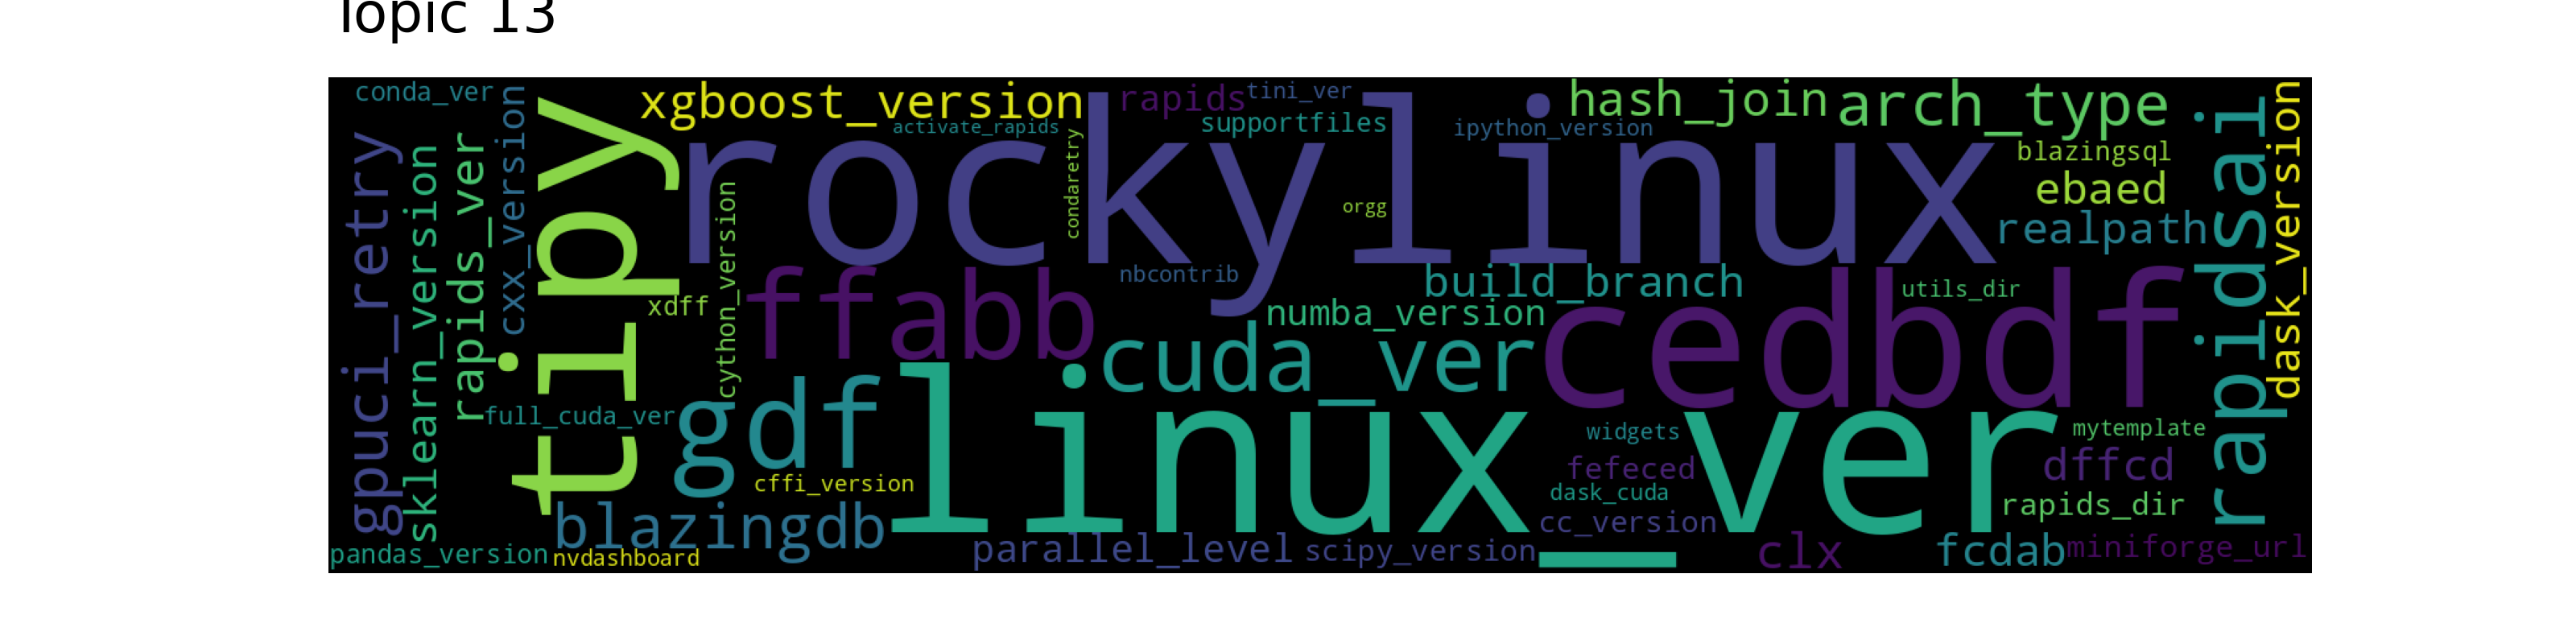 Topic 13
conda_ver
xgboost_version
rapids
tini_ver
hash_join
arch_type
activate_rapids
supportfiles
ipython_version
rockylinux
blazingsql
ebaed
realpath
orgg
condaretry
gpuci_retry
sklearn_version
rapids_ver
cxx_version
tipy
cython_version
xdff
ffabb
nbcontrib
build_branch
numba_version
utils_dir
cedbdf
rapidsai
dask_version
cuda_ver
full_cuda_ver
gdf
linux_ver
widgets
mytemplate
fefeced
dffcd
cffi_version
dask_cuda
rapids_dir
blazingdb
cc_version
pandas_version
nvdashboard
parallel_level
scipy_version
clx
fcdab
miniforge_url